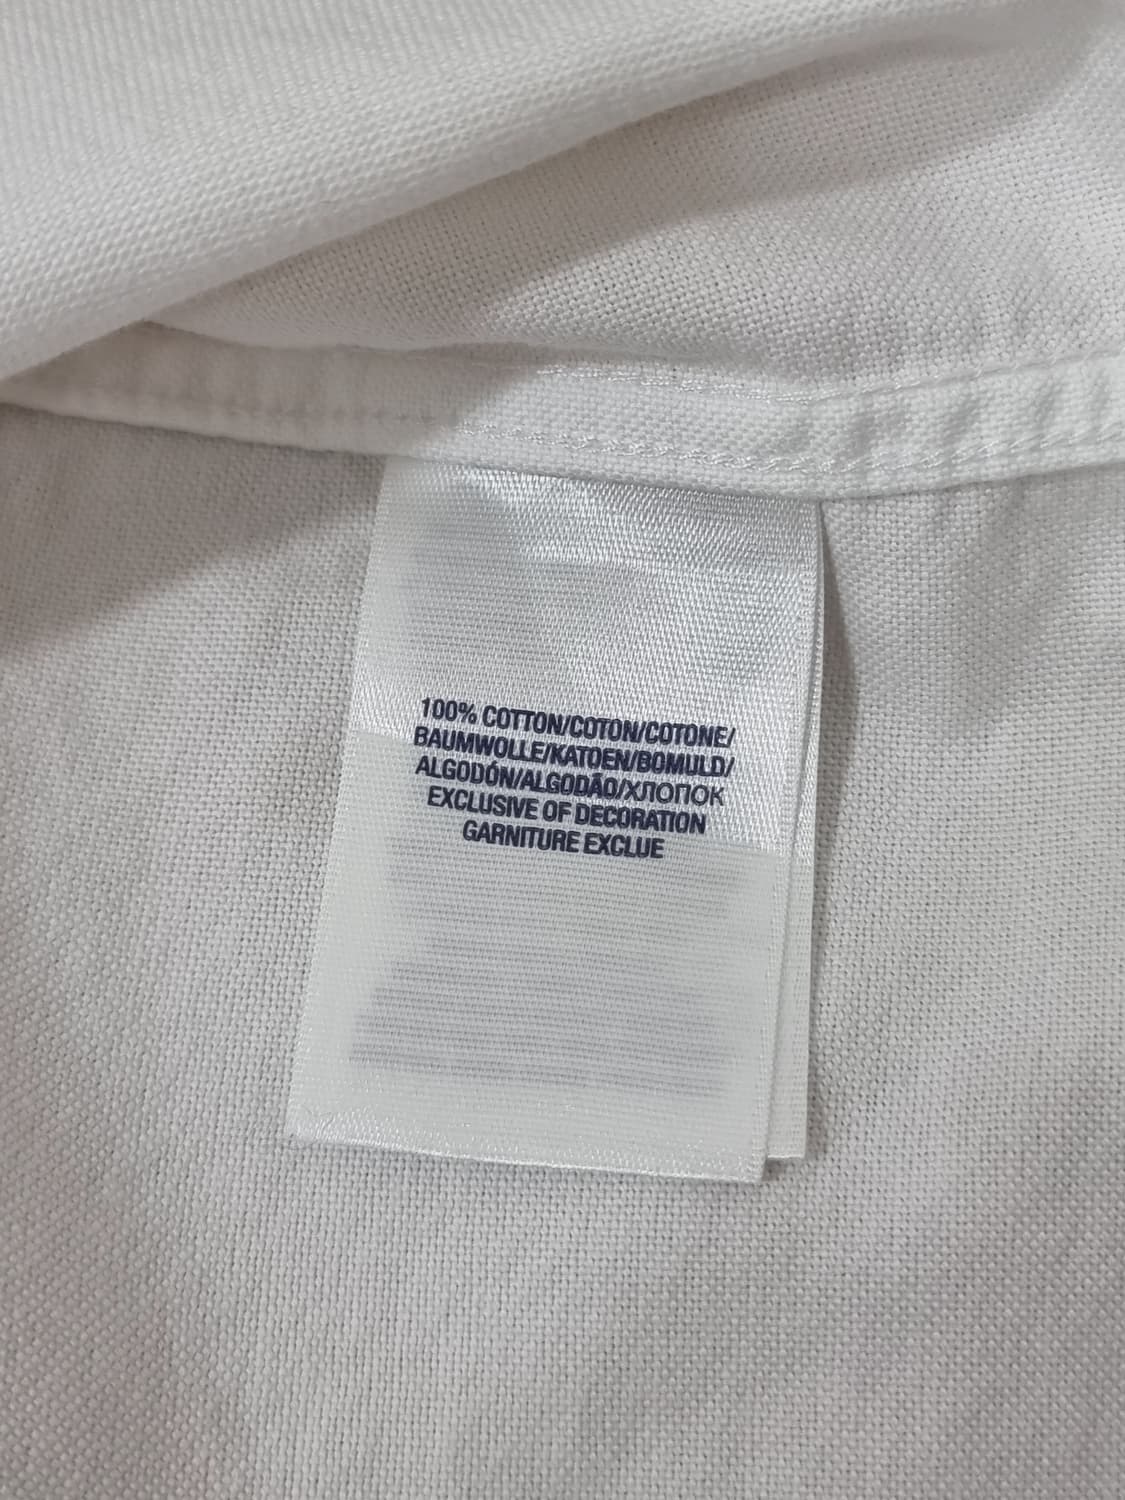 100% COTTON/COTON/COTONE/
BAUMWOLLE/KATOEN/BOMULD/
ALGODÓN/ALGODÃO/ХЛОПОК
EXCLUSIVE OF DECORATION
GARNITURE EXCLUE